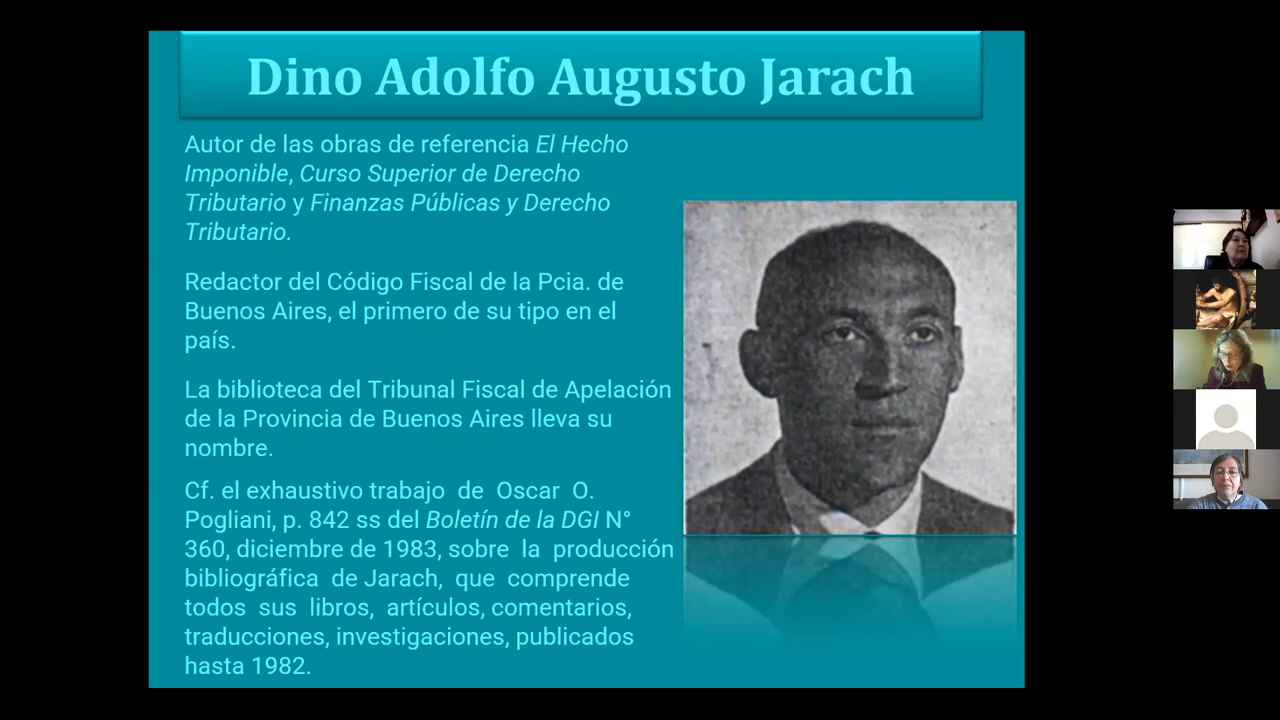 Dino Adolfo Augusto Jarach
Autor de las obras de referencia El Hecho
Imponible, Curso Superior de Derecho
Tributario y Finanzas Públicas y Derecho
Tributario.
Redactor del Código Fiscal de la Pcia. de
Buenos Aires, el primero de su tipo en el
país.
La biblioteca del Tribunal Fiscal de Apelación
de la Provincia de Buenos Aires lleva su
nombre.
Cf. el exhaustivo trabajo de Oscar O.
Pogliani, p. 842 ss del Boletín de la DGI N°
360, diciembre de 1983, sobre la producción
bibliográfica de Jarach, que comprende
todos sus libros, artículos, comentarios,
traducciones, investigaciones, publicados
hasta 1982.